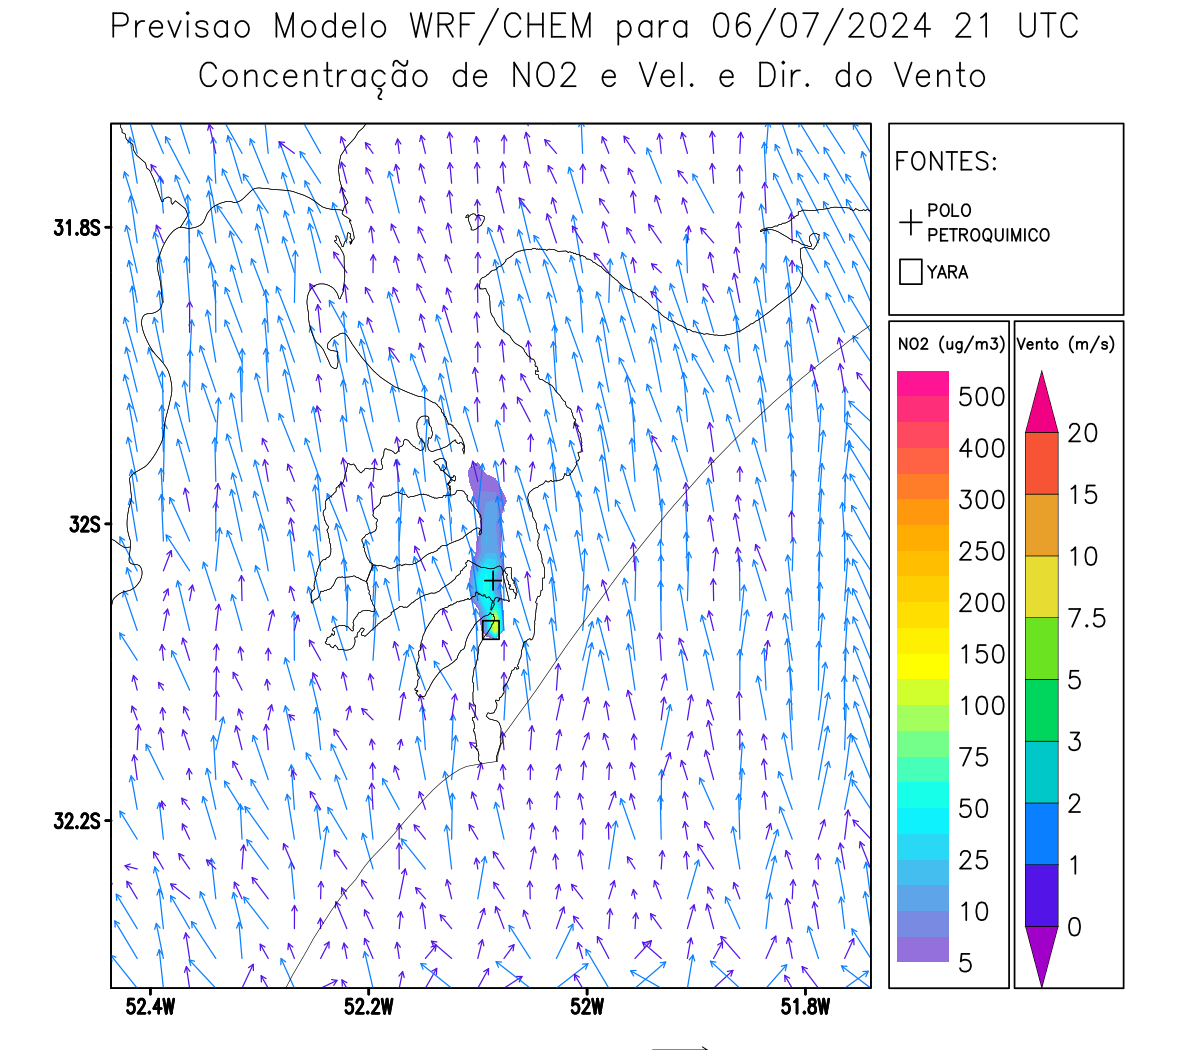 Previsao Modelo WRF/CHEM para 06/07/2024 21 UTC
Concentração de NO2 e Vel. e Dir. do Vento
FONTES:
POLO
PETROQUIMICO
YARA
NO2 (ug/m3)
500
400
300
250
200
150
100
75
50
25
10
5
Vento (m/s)
20
15
10
7.5
5
3
2
1
0
31.8S
32S
32.2S
52.4W
52.2W
52W
51.8W